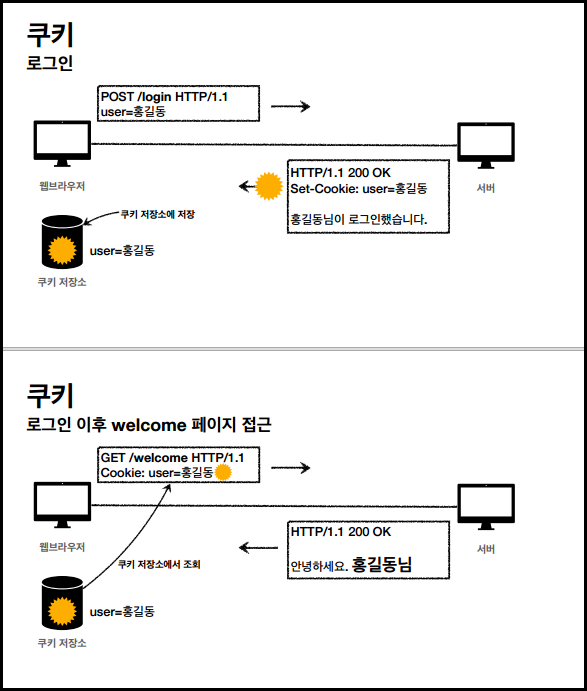 쿠키
로그인
POST /login HTTP/1.1
user=홍길동
웹브라우저
서버
HTTP/1.1 200 OK
Set-Cookie: user=홍길동
홍길동님이 로그인했습니다.
쿠키 저장소에 저장
user=홍길동
쿠키 저장소
쿠키
로그인 이후 welcome 페이지 접근
GET /welcome HTTP/1.1
Cookie: user=홍길동
웹브라우저
서버
HTTP/1.1 200 OK
안녕하세요. 홍길동님
쿠키 저장소에서 조회
user=홍길동
쿠키 저장소